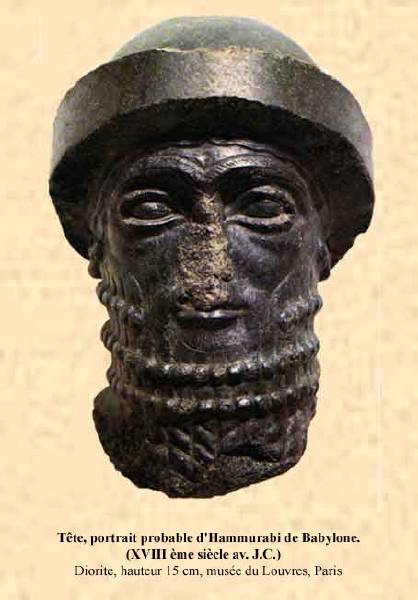 Tête, portrait probable d'Hammurabi de Babylone.
(XVIII ème siècle av. J.C.)
Diorite, hauteur 15 cm, musée du Louvres, Paris